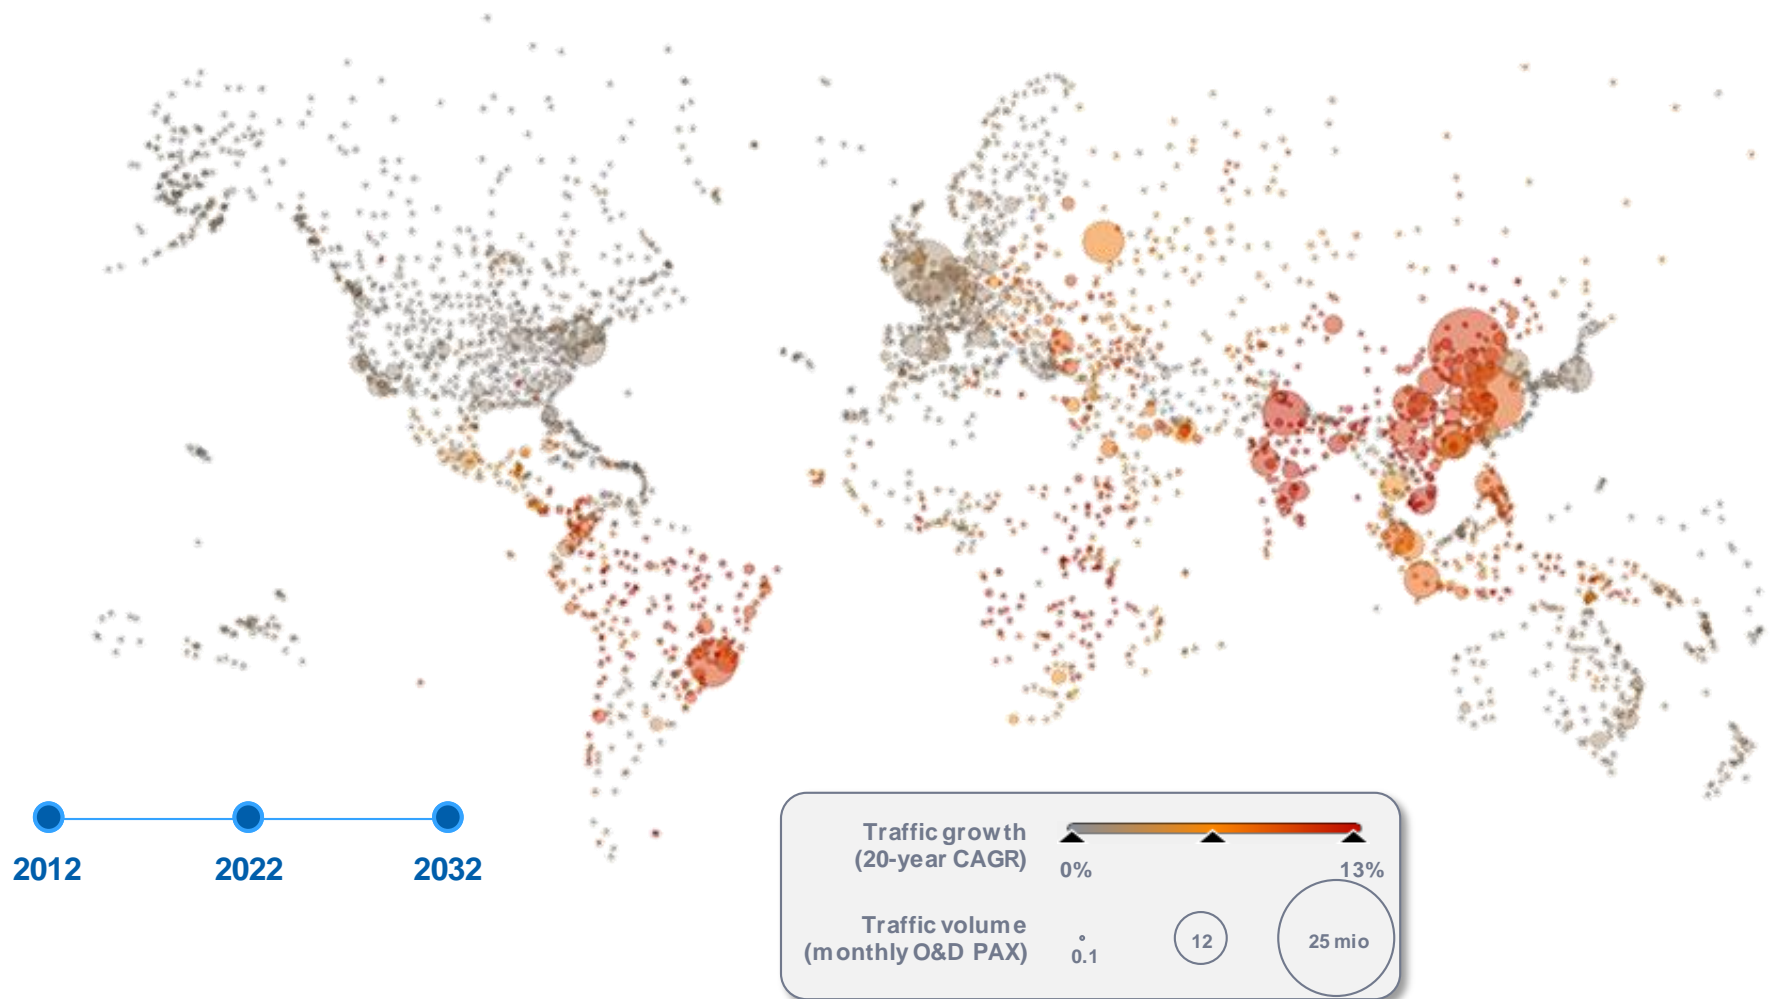 2012
2022
2032
Traffic growth
(20-year CAGR)
0%
13%
Traffic volume
(monthly O&D PAX)
0.1
12
25 mio